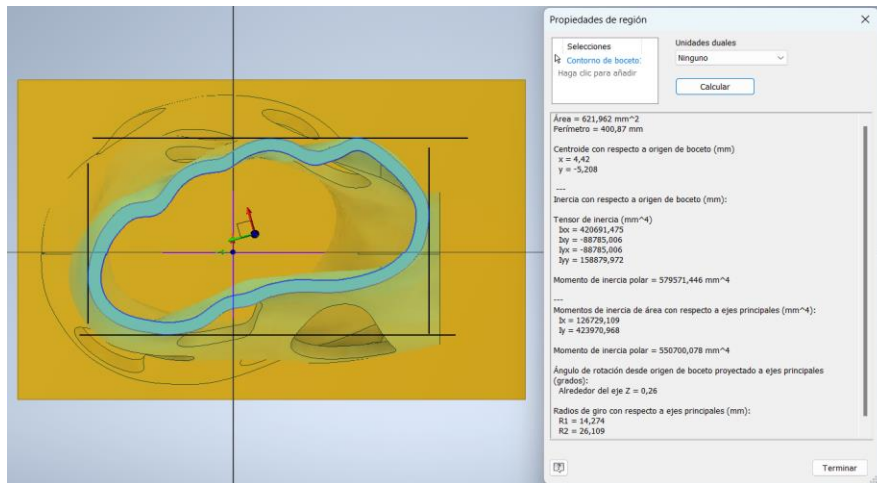 Propiedades de región
Selecciones
Contorno de boceto:
Haga clic para añadir
Unidades duales
Ninguno
Calcular
Área = 621,962 mm^2
Perímetro = 400,87 mm
Centroide con respecto a origen de boceto (mm)
x = 4,42
y = -5,208
---
Inercia con respecto a origen de boceto (mm):
Tensor de inercia (mm^4)
Ixx = 420691,475
Ixy = -88785,006
Iyx = -88785,006
Iyy = 158879,972
Momento de inercia polar = 579571,446 mm^4
---
Momentos de inercia de área con respecto a ejes principales (mm^4):
Ix = 126729,109
Iy = 423970,968
Momento de inercia polar = 550700,078 mm^4
Ángulo de rotación desde origen de boceto proyectado a ejes principales
(grados):
Alrededor del eje Z = 0,26
Radios de giro con respecto a ejes principales (mm):
R1 = 14,274
R2 = 26,109
Terminar